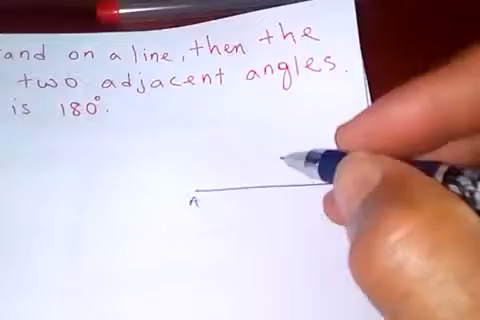 and on a line, then the
two adjacent angles.
is 180°.
A